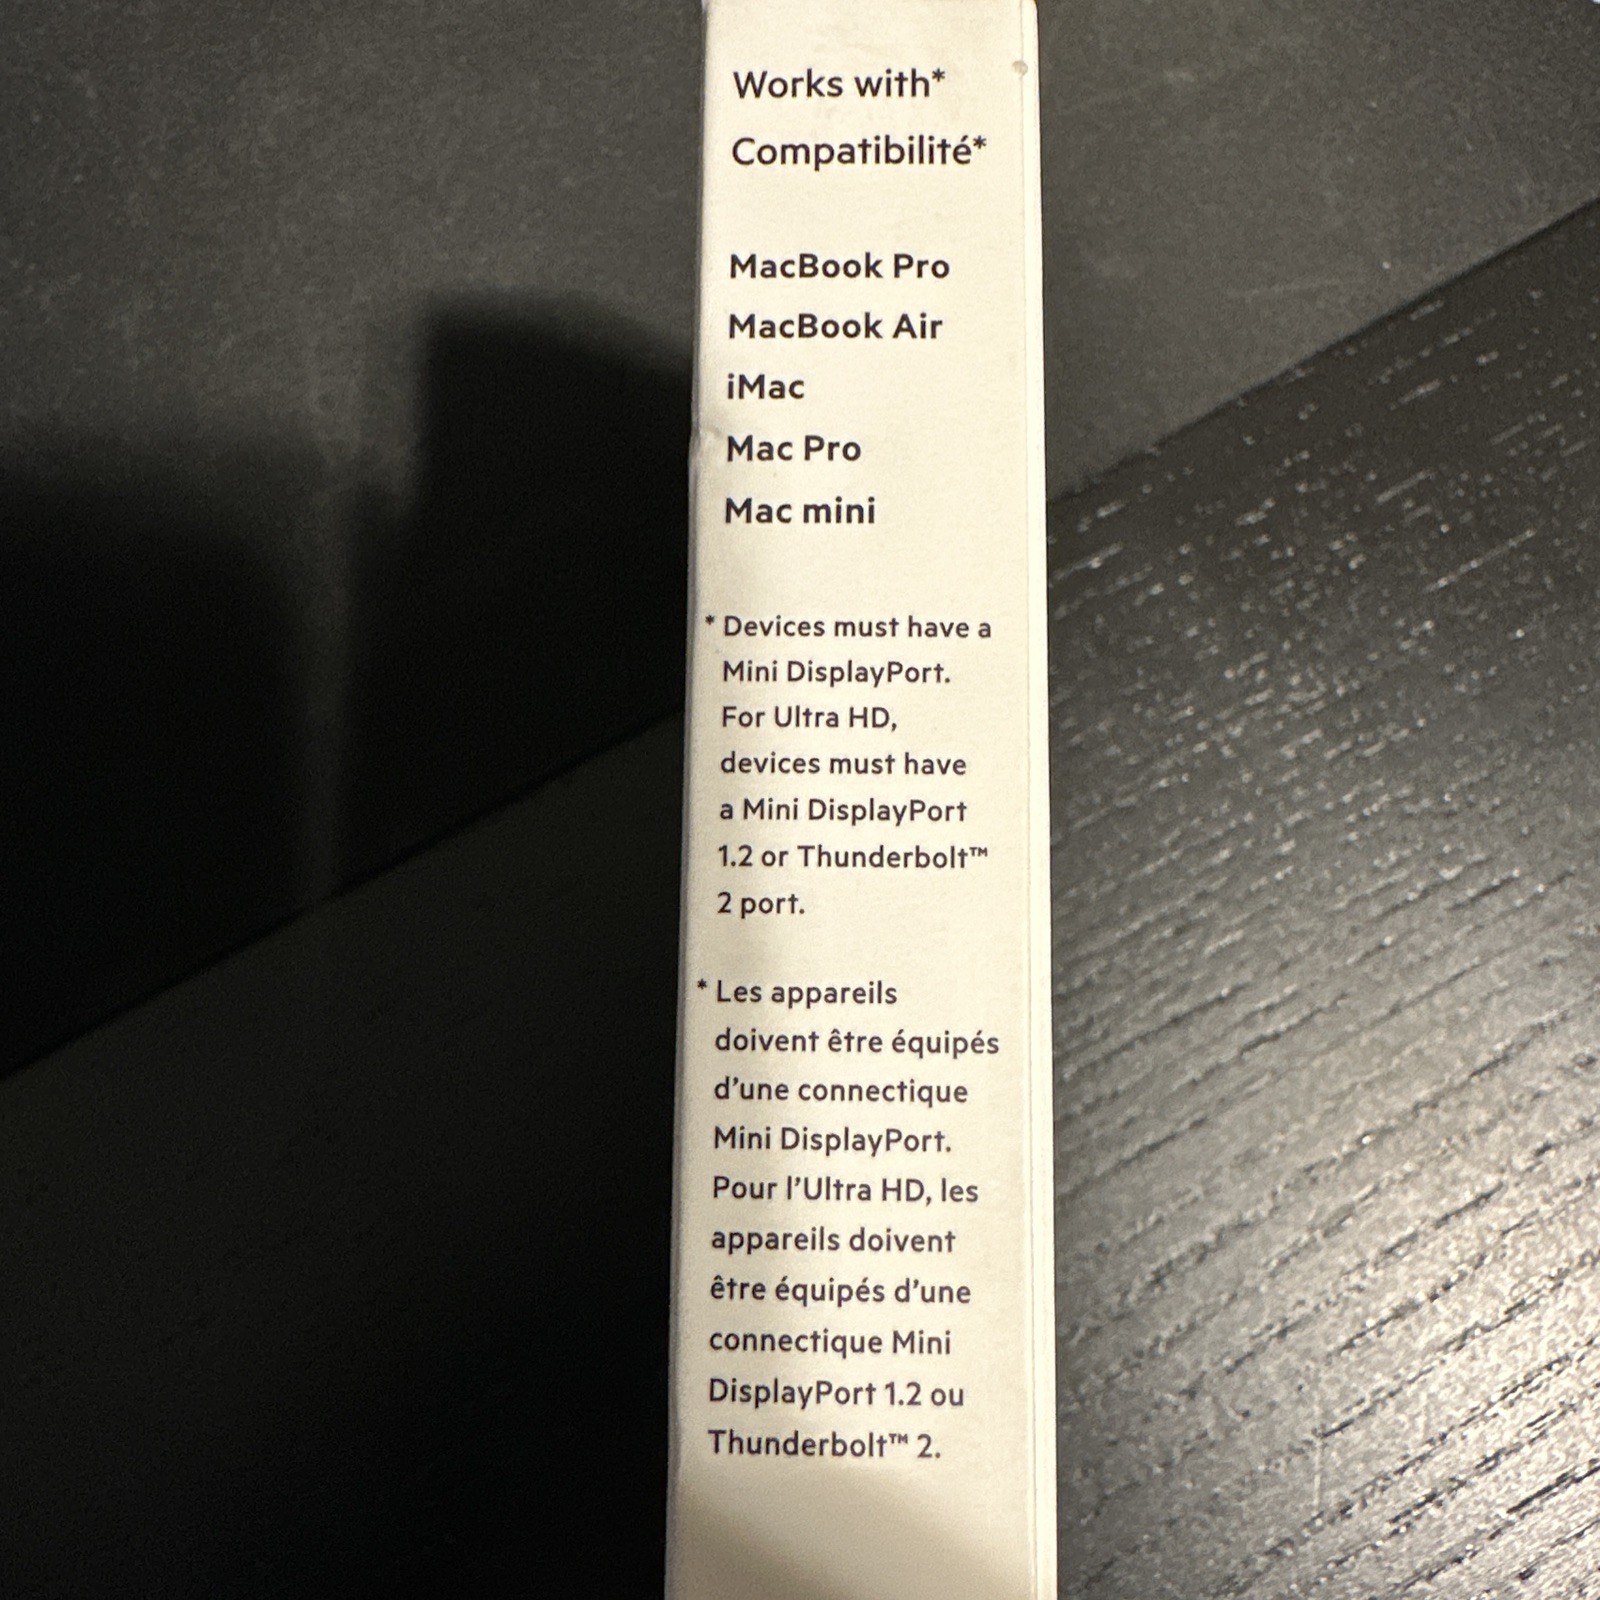 Works with*
Compatibilité*
MacBook Pro
MacBook Air
iMac
Mac Pro
Mac mini
* Devices must have a
Mini DisplayPort.
For Ultra HD,
devices must have
a Mini DisplayPort
1.2 or Thunderbolt™
2 port.
* Les appareils
doivent être équipés
d’une connectique
Mini DisplayPort.
Pour l’Ultra HD, les
appareils doivent
être équipés d’une
connectique Mini
DisplayPort 1.2 ou
Thunderbolt™ 2.